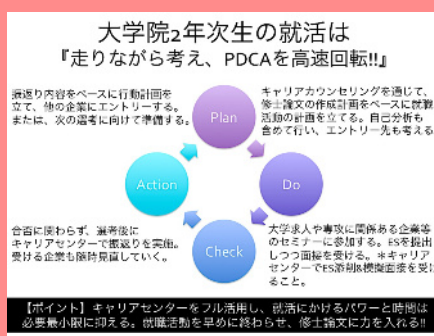 大学院2年次生の就活は
『走りながら考え、PDCAを高速回転!!』
振返り内容をベースに行動計画を
立て、他の企業にエントリーする。
または、次の選考に向けて準備する。
Plan
キャリアカウンセリングを通じて、
修士論文の作成計画をベースに就職
活動の計画を立てる。自己分析も
含めて行い、エントリー先も考える
Action
Do
合否に関わらず、選考後に
キャリアセンターで振返りを実施。
受ける企業も随時見直していく。
Check
大学求人や専攻に関係ある企業等
のセミナーに参加する。ESを提出
しつつ面接を受ける。*キャリア
センターでES添削&模擬面接を受け
ること。
【ポイント】キャリアセンターをフル活用し、就活にかけるパワーと時間は
必要最小限に抑える。就職活動を早めに終わらせ、修士論文に力を入れる!!